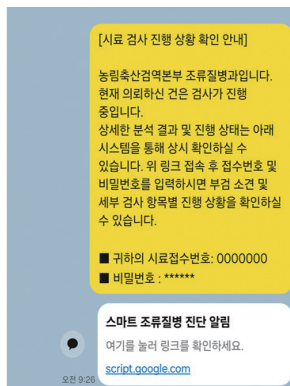 [시료 검사 진행 상황 확인 안내]
농림축산검역본부 조류질병과입니다.
현재 의뢰하신 건은 검사가 진행
중입니다.
상세한 분석 결과 및 진행 상태는 아래
시스템을 통해 상시 확인하실 수
있습니다. 위 링크 접속 후 접수번호 및
비밀번호를 입력하시면 부검 소견 및
세부 검사 항목별 진행 상황을 확인하실
수 있습니다.
■ 귀하의 시료접수번호: 0000000
■ 비밀번호 : ******
스마트 조류질병 진단 알림
여기를 눌러 링크를 확인하세요.
script.google.com
오전 9:26